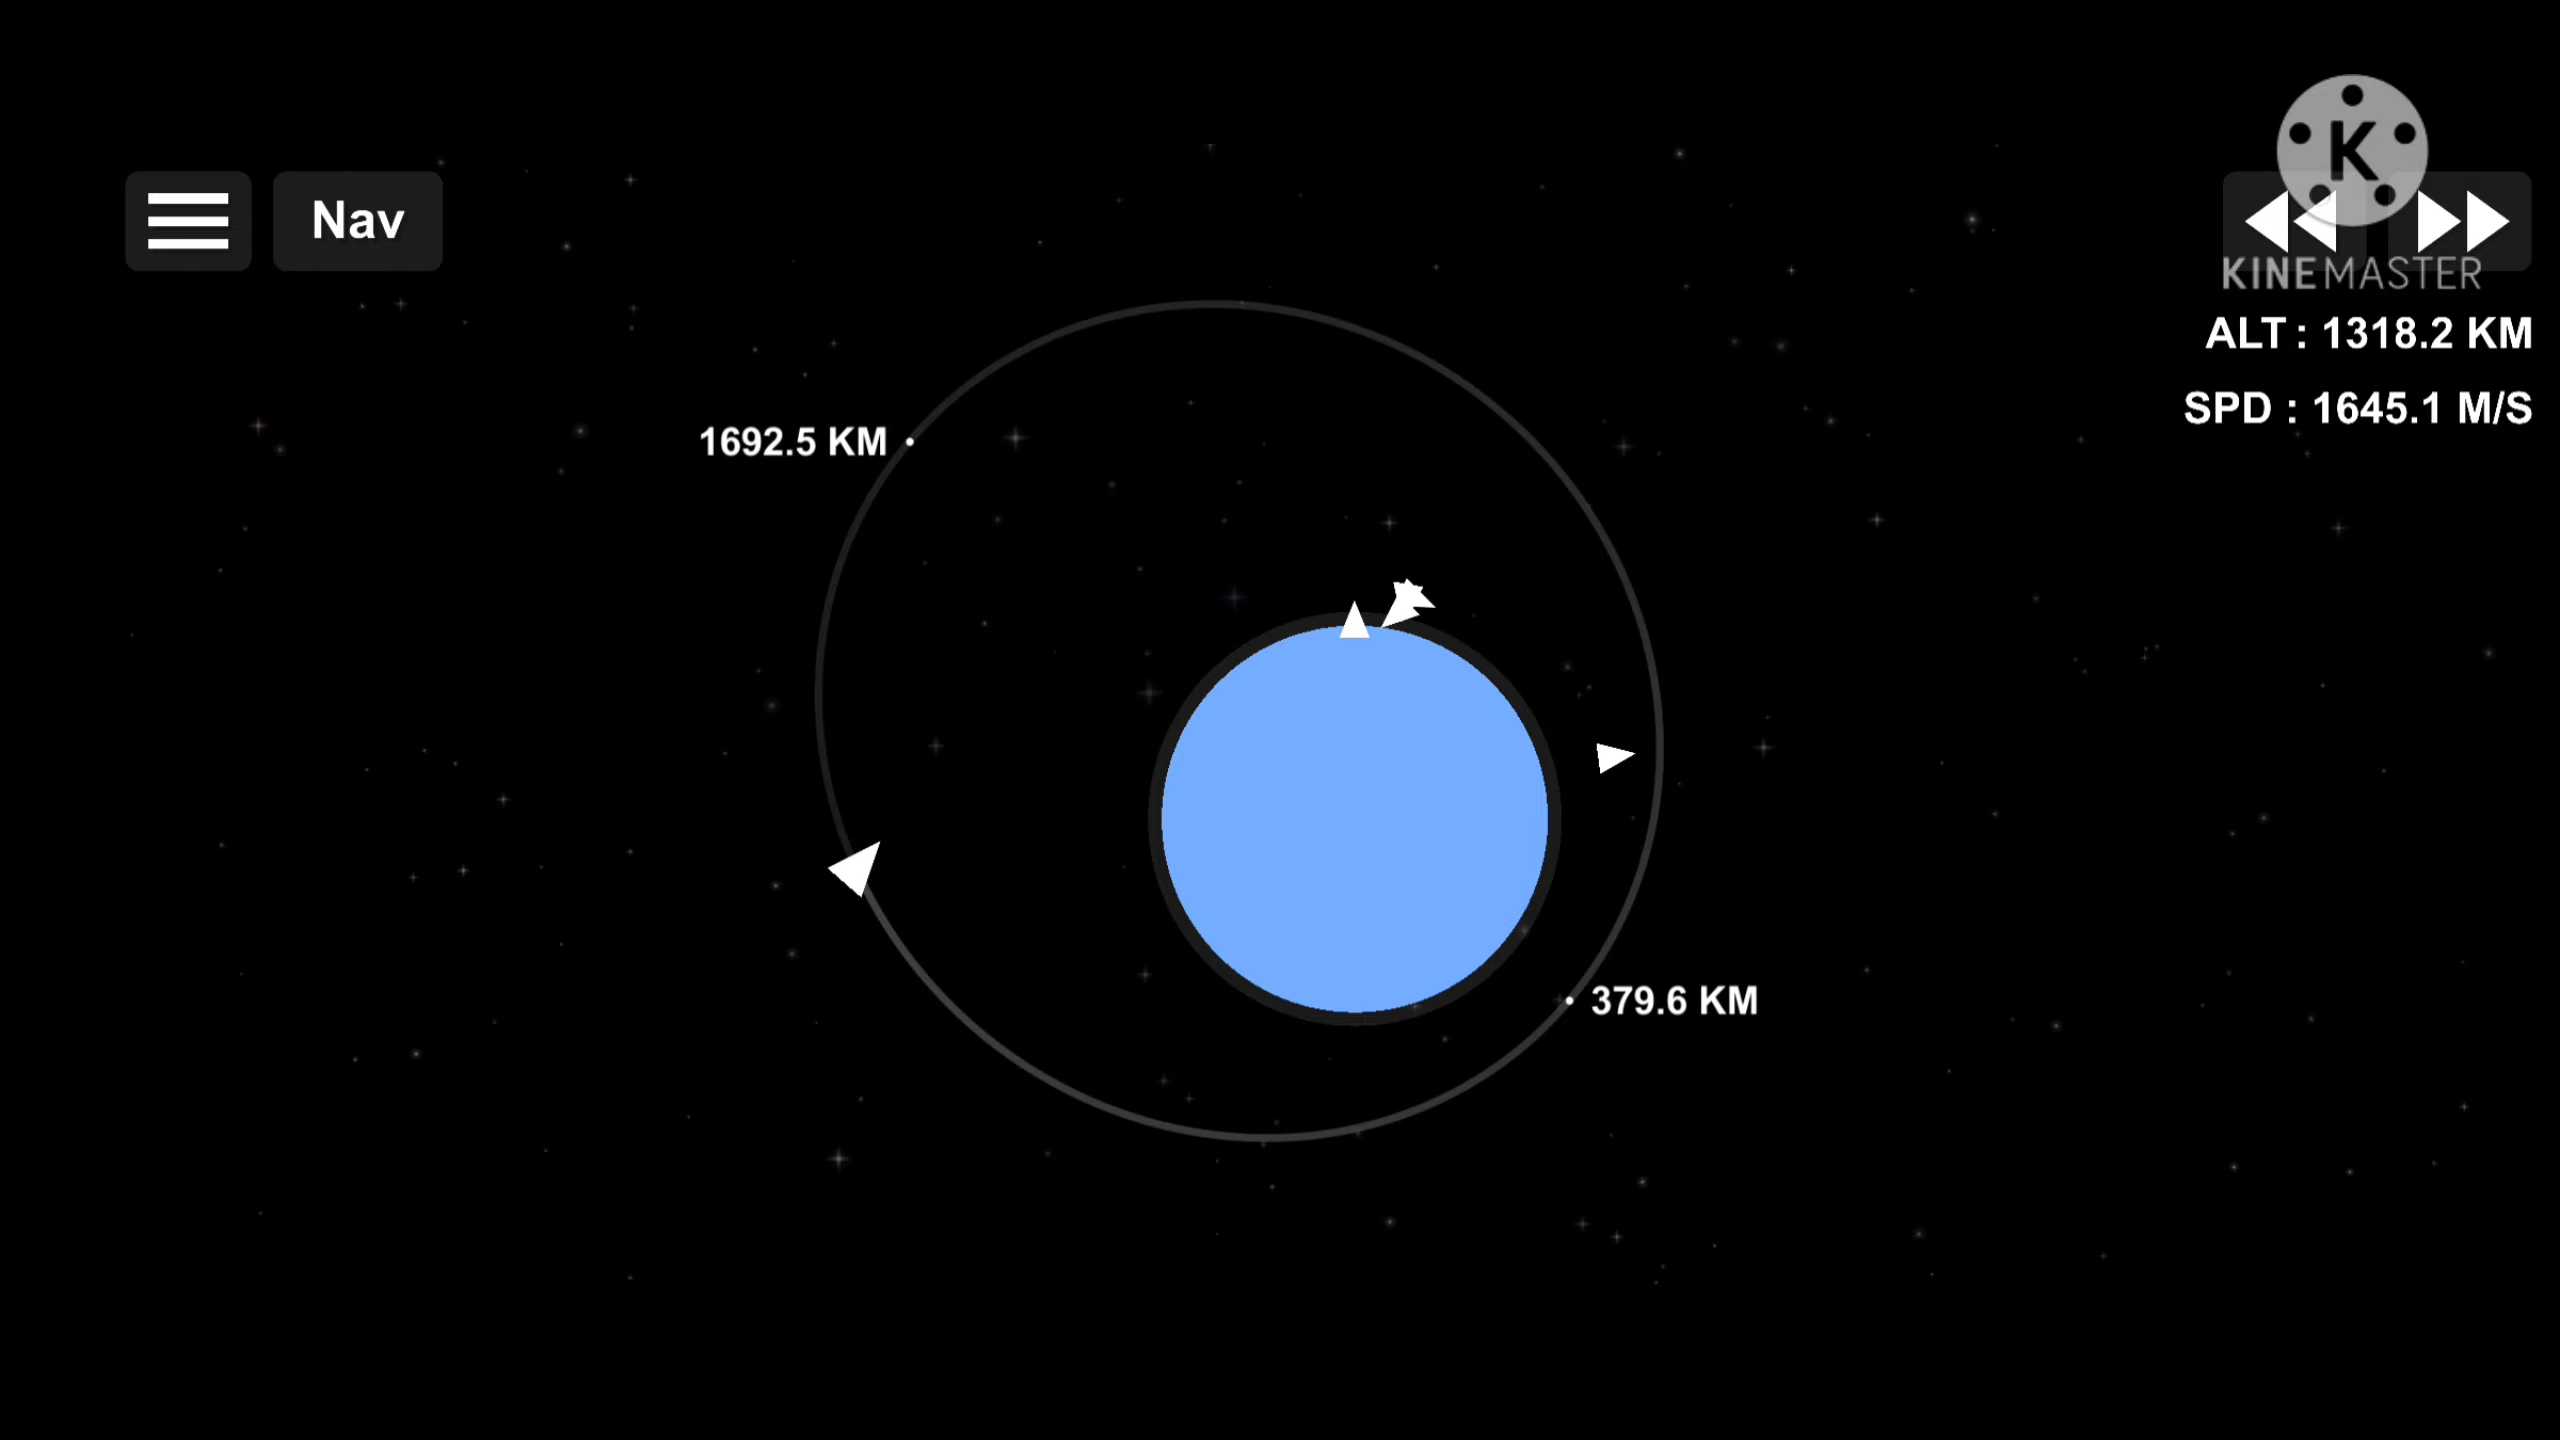 Nav
K
KINEMASTER
ALT : 1318.2 KM
SPD : 1645.1 M/S
1692.5 KM
379.6 KM